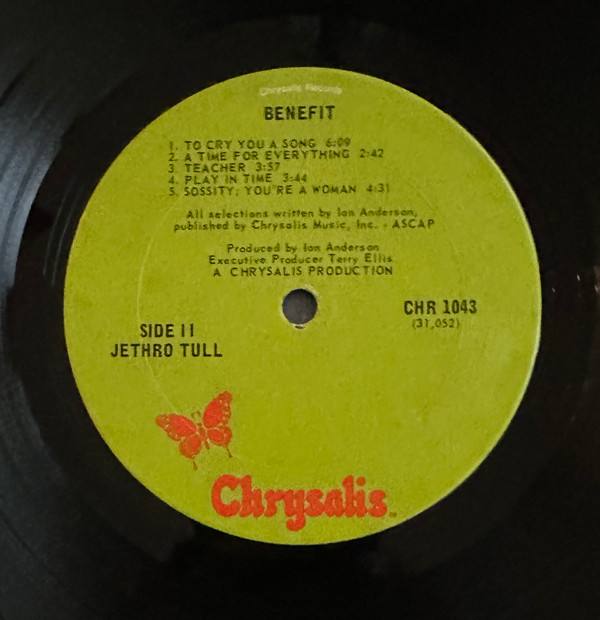 Chrysalis Records
BENEFIT
1. TO CRY YOU A SONG 6:09
2. A TIME FOR EVERYTHING 2:42
3. TEACHER 3:57
4. PLAY IN TIME 3:44
5. SOSSITY; YOU'RE A WOMAN 4:31
All selections written by Ian Anderson,
published by Chrysalis Music, Inc. - ASCAP
Produced by Ian Anderson
Executive Producer Terry Ellis
A CHRYSALIS PRODUCTION
CHR 1043
(31,052)
SIDE II
JETHRO TULL
Chrysalis